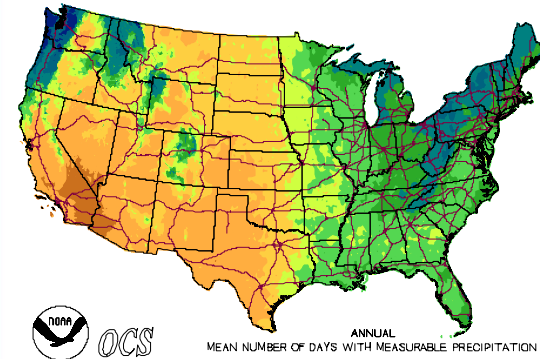 NOAA
OCS
ANNUAL
MEAN NUMBER OF DAYS WITH MEASURABLE PRECIPITATION